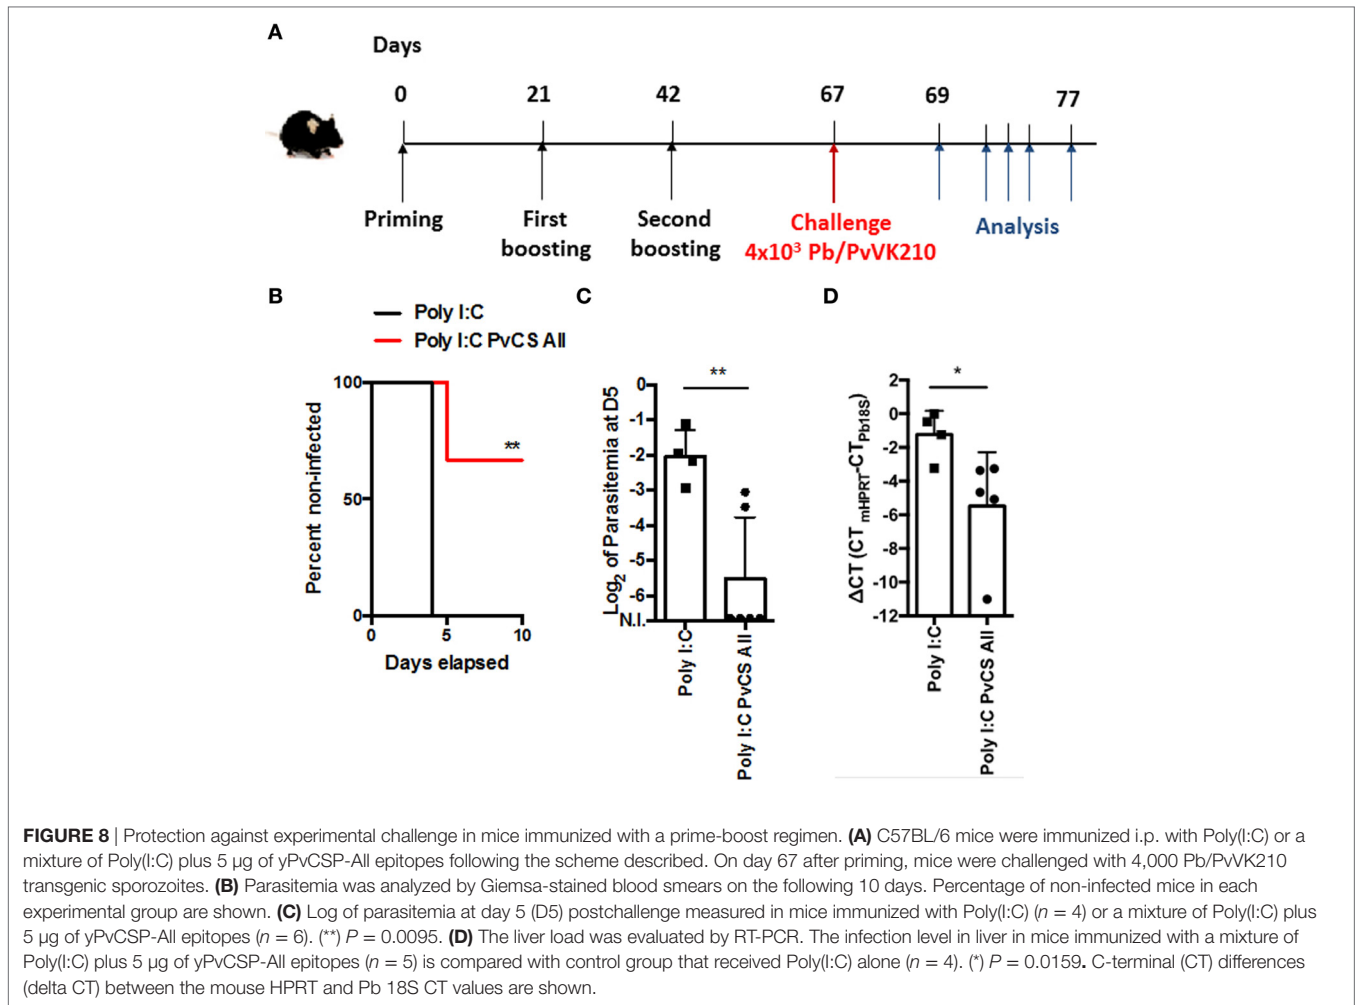 A
Days
0 21 42 67 69 77
Priming
First
boosting
Second
boosting
Challenge
4x10³ Pb/PvVK210
Analysis
B
Poly I:C
Poly I:C PvCS All
Percent non-infected
100
50
0
**
0 5 10
Days elapsed
C
Log₂ of Parasitemia at D5
0
-1
-2
-3
-4
-5
-6
N.I.
**
Poly I:C
Poly I:C PvCS All
D
ΔCT (CTmHPRT-CTPb18S)
2
0
-2
-4
-6
-8
-10
-12
*
Poly I:C
Poly I:C PvCS All
FIGURE 8 | Protection against experimental challenge in mice immunized with a prime-boost regimen. (A) C57BL/6 mice were immunized i.p. with Poly(I:C) or a
mixture of Poly(I:C) plus 5 µg of yPvCSP-All epitopes following the scheme described. On day 67 after priming, mice were challenged with 4,000 Pb/PvVK210
transgenic sporozoites. (B) Parasitemia was analyzed by Giemsa-stained blood smears on the following 10 days. Percentage of non-infected mice in each
experimental group are shown. (C) Log of parasitemia at day 5 (D5) postchallenge measured in mice immunized with Poly(I:C) (n = 4) or a mixture of Poly(I:C) plus
5 µg of yPvCSP-All epitopes (n = 6). (**) P = 0.0095. (D) The liver load was evaluated by RT-PCR. The infection level in liver in mice immunized with a mixture of
Poly(I:C) plus 5 µg of yPvCSP-All epitopes (n = 5) is compared with control group that received Poly(I:C) alone (n = 4). (*) P = 0.0159. C-terminal (CT) differences
(delta CT) between the mouse HPRT and Pb 18S CT values are shown.